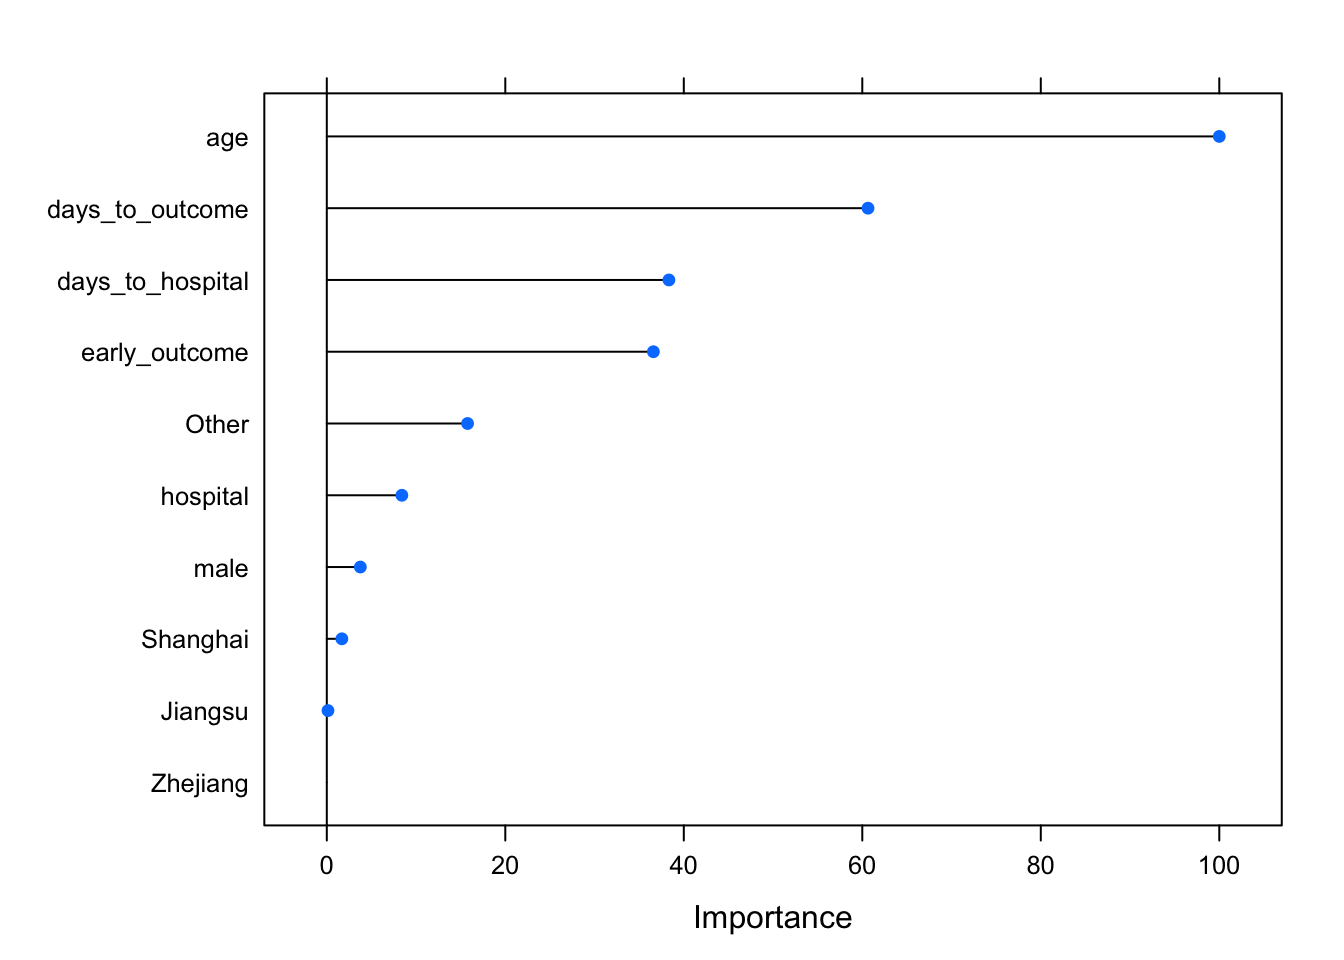 age
days_to_outcome
days_to_hospital
early_outcome
Other
hospital
male
Shanghai
Jiangsu
Zhejiang
0 20 40 60 80 100
Importance